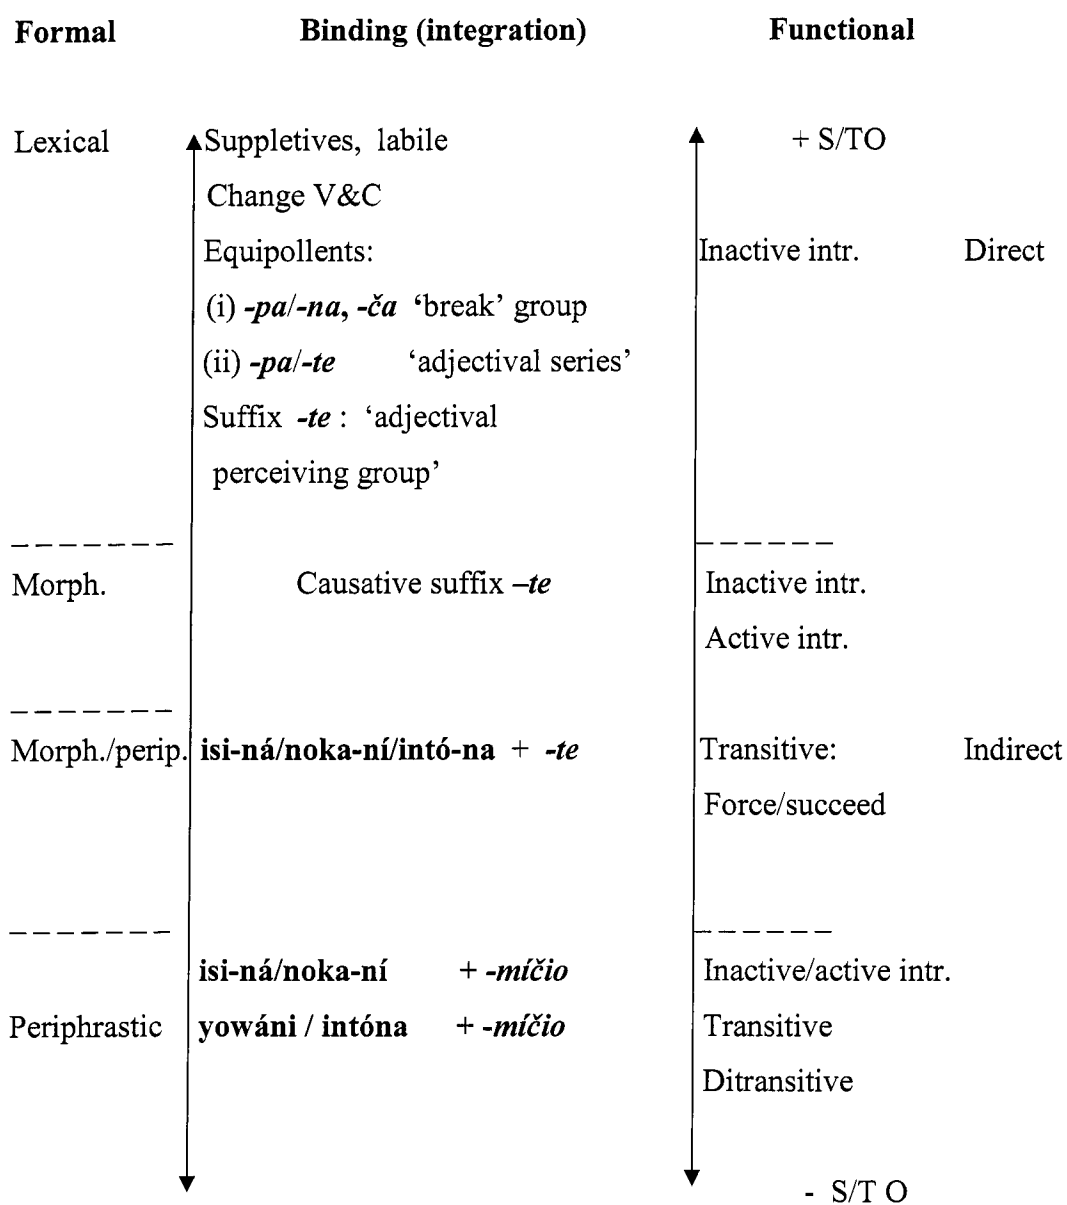 Formal Binding (integration) Functional
Lexical Suppletives, labile + S/TO
Change V&C
Equipollents: Inactive intr. Direct
(i) -pa/-na, -ča ‘break’ group
(ii) -pa/-te ‘adjectival series’
Suffix -te : ‘adjectival
perceiving group’
Morph. Causative suffix –te Inactive intr.
Active intr.
Morph./perip. isi-ná/noka-ní/intó-na + -te Transitive: Indirect
Force/succeed
isi-ná/noka-ní + -míčio Inactive/active intr.
Periphrastic yowáni / intóna + -míčio Transitive
Ditransitive
- S/T O